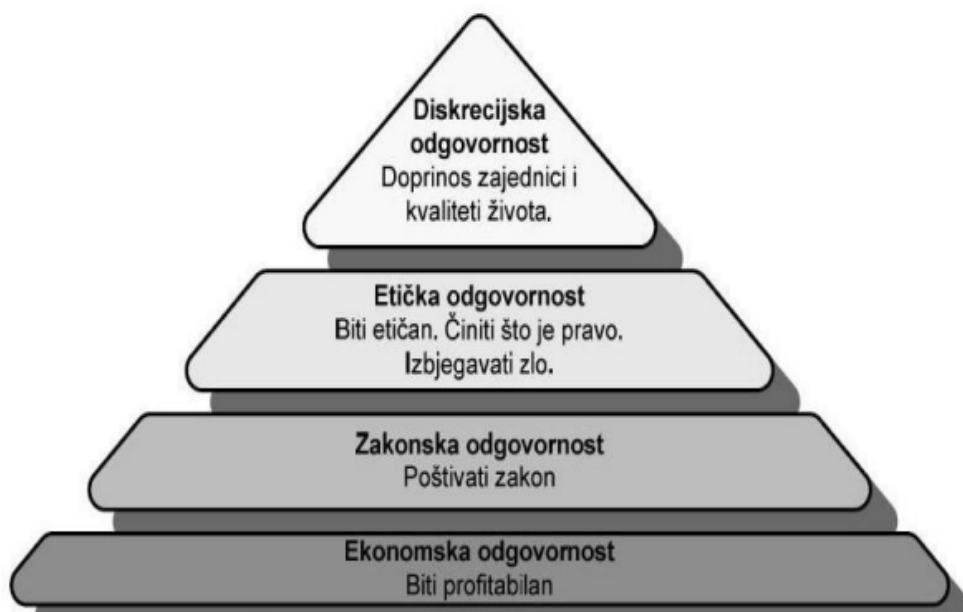 Diskrecijska
odgovornost
Doprinos zajednici i
kvaliteti života.
Etička odgovornost
Biti etičan. Činiti što je pravo.
Izbjegavati zlo.
Zakonska odgovornost
Poštivati zakon
Ekonomska odgovornost
Biti profitabilan